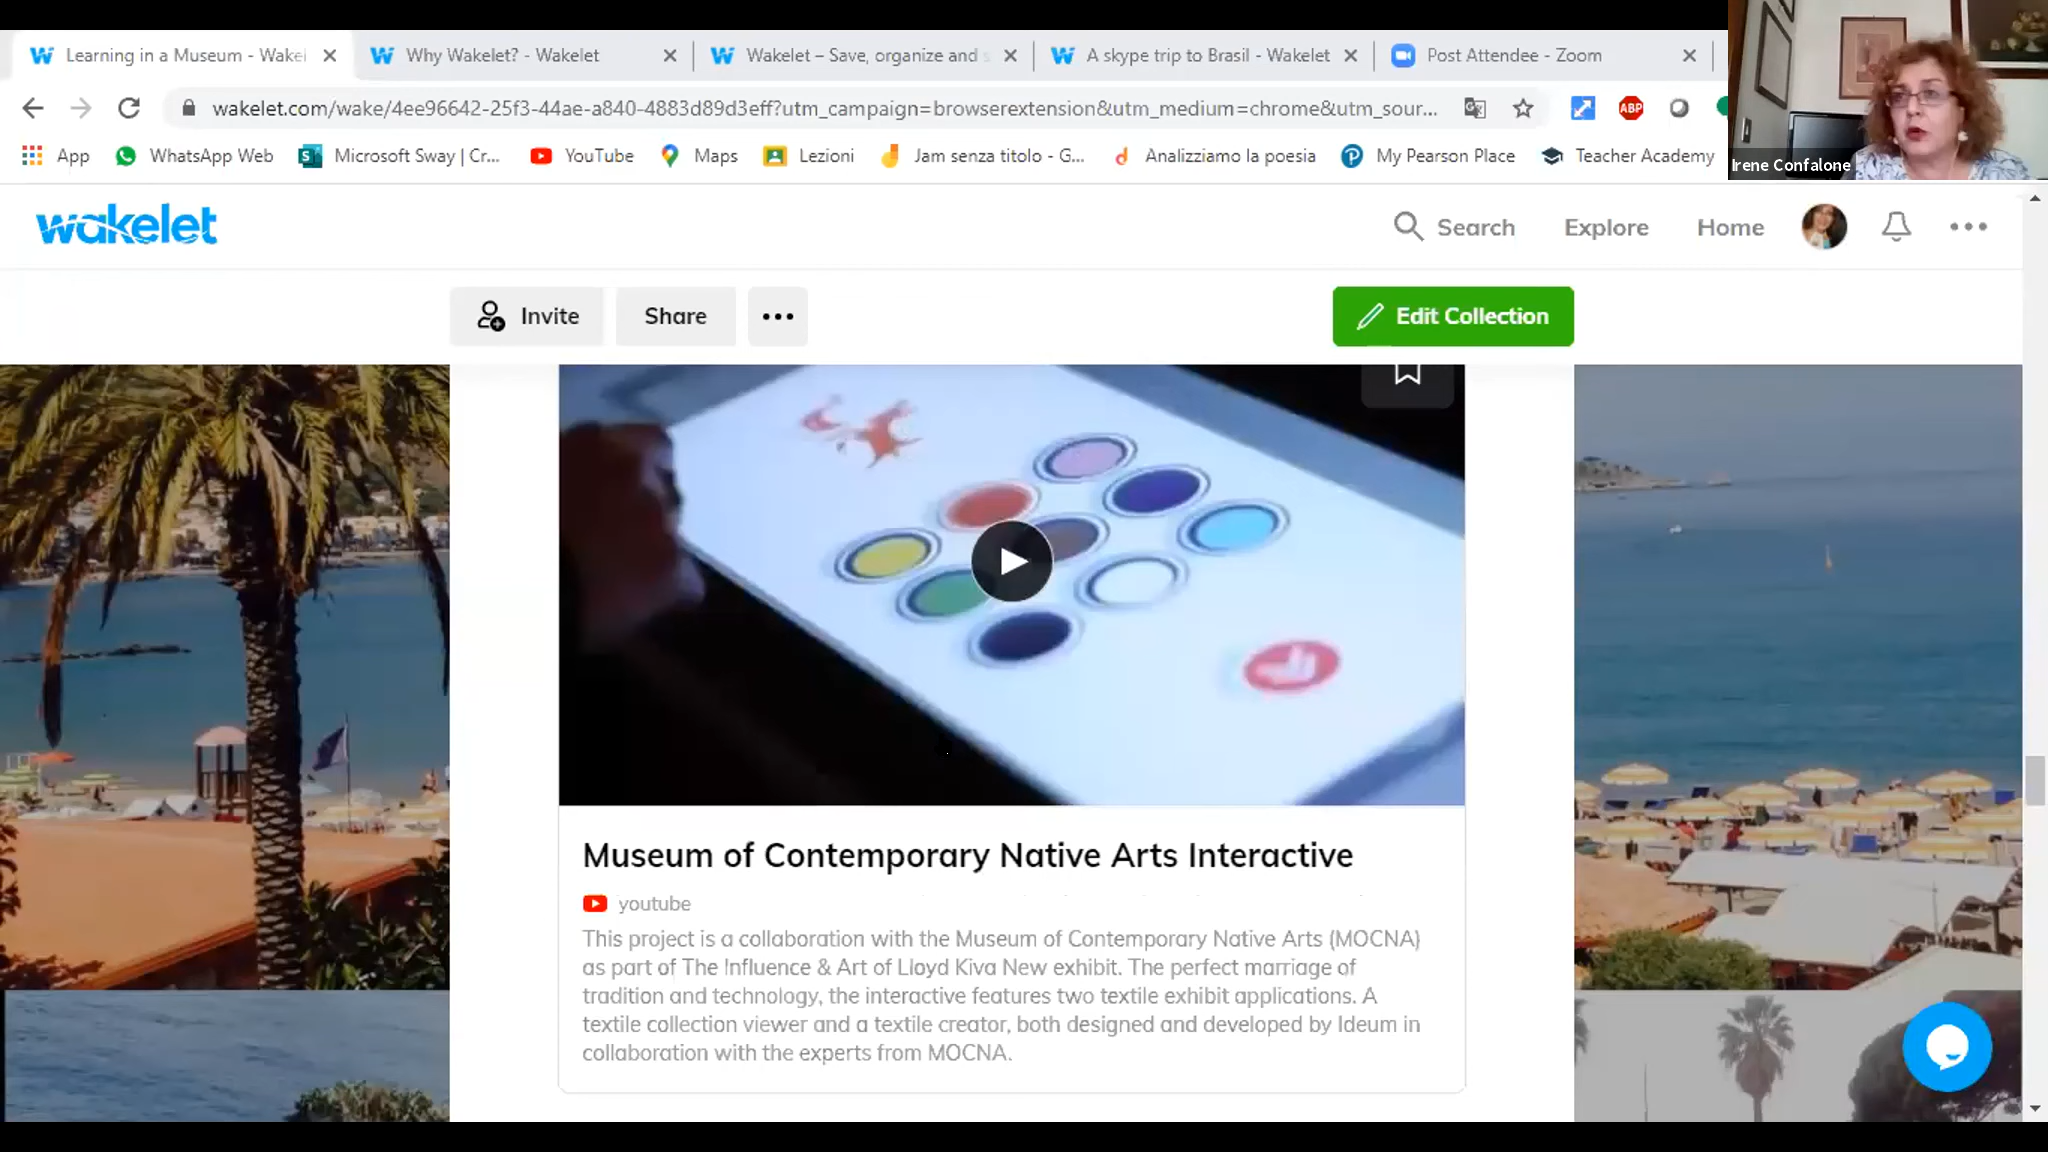 Learning in a Museum - Wakel
Why Wakelet? - Wakelet
Wakelet – Save, organize and s
A skype trip to Brasil - Wakelet
Post Attendee - Zoom
wakelet.com/wake/4ee96642-25f3-44ae-a840-4883d89d3eff?utm_campaign=browserextension&utm_medium=chrome&utm_sour...
ABP
App
WhatsApp Web
Microsoft Sway | Cr...
YouTube
Maps
Lezioni
Jam senza titolo - G...
Analizziamo la poesia
My Pearson Place
Teacher Academy
Irene Confalone
wakelet
Search
Explore
Home
Invite
Share
Edit Collection
Museum of Contemporary Native Arts Interactive
youtube
This project is a collaboration with the Museum of Contemporary Native Arts (MOCNA)
as part of The Influence & Art of Lloyd Kiva New exhibit. The perfect marriage of
tradition and technology, the interactive features two textile exhibit applications. A
textile collection viewer and a textile creator, both designed and developed by Ideum in
collaboration with the experts from MOCNA.